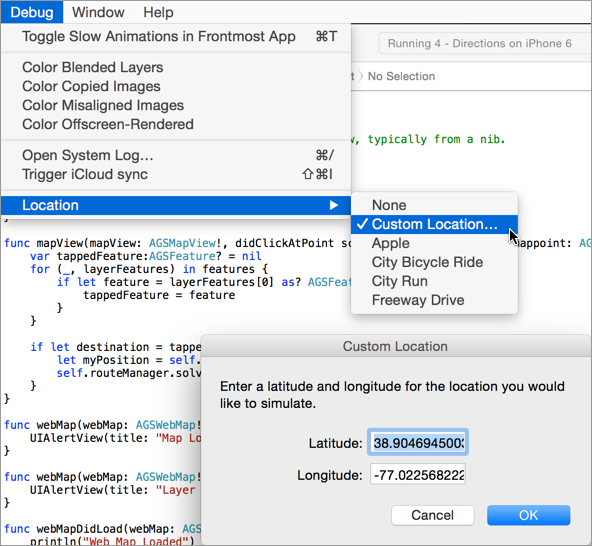 Debug Window Help
Toggle Slow Animations in Frontmost App ⌘T
Running 4 - Directions on iPhone 6
t 〉No Selection
Color Blended Layers
Color Copied Images
Color Misaligned Images
Color Offscreen-Rendered
w, typically from a nib.
Open System Log… ⌘/
Trigger iCloud sync ⇧⌘I
Location ▶
None
✓ Custom Location…
Apple
City Bicycle Ride
City Run
Freeway Drive
}
func mapView(mapView: AGSMapView!, didClickAtPoint sc mappoint: AG
var tappedFeature:AGSFeature? = nil
for (_, layerFeatures) in features {
if let feature = layerFeatures[0] as? AGSFeat
tappedFeature = feature
}
}
if let destination = tappe
let myPosition = self.
self.routeManager.solv
}
}
func webMap(webMap: AGSWebMap!
UIAlertView(title: "Map Lo
}
func webMap(webMap: AGSWebMap!
UIAlertView(title: "Layer
}
func webMapDidLoad(webMap: AGS
println("Web Map Loaded")
Custom Location
Enter a latitude and longitude for the location you would
like to simulate.
Latitude: 38.9046945003
Longitude: -77.022568222
Cancel OK